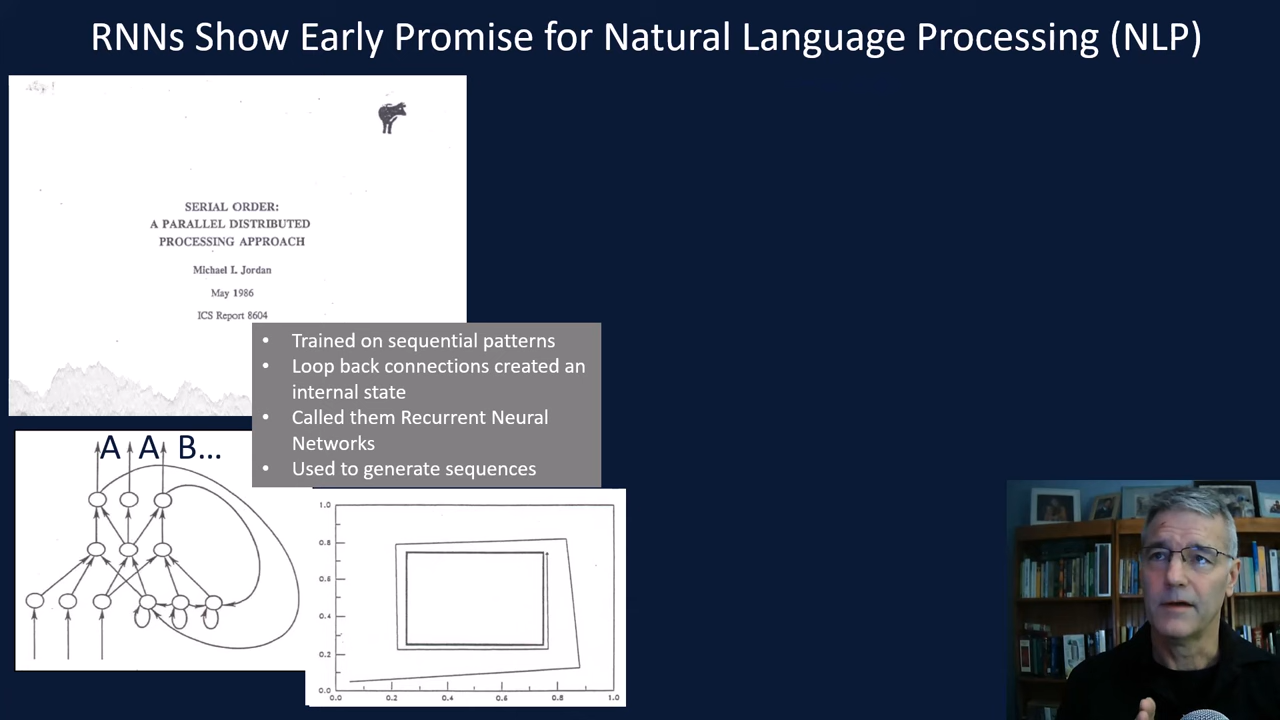 RNNs Show Early Promise for Natural Language Processing (NLP)
SERIAL ORDER:
A PARALLEL DISTRIBUTED
PROCESSING APPROACH
Michael I. Jordan
May 1986
ICS Report 8604
• Trained on sequential patterns
• Loop back connections created an
internal state
• Called them Recurrent Neural
Networks
• Used to generate sequences
A A B...
1.0
0.8
0.6
0.4
0.2
0.0
0.0 0.2 0.4 0.6 0.8 1.0